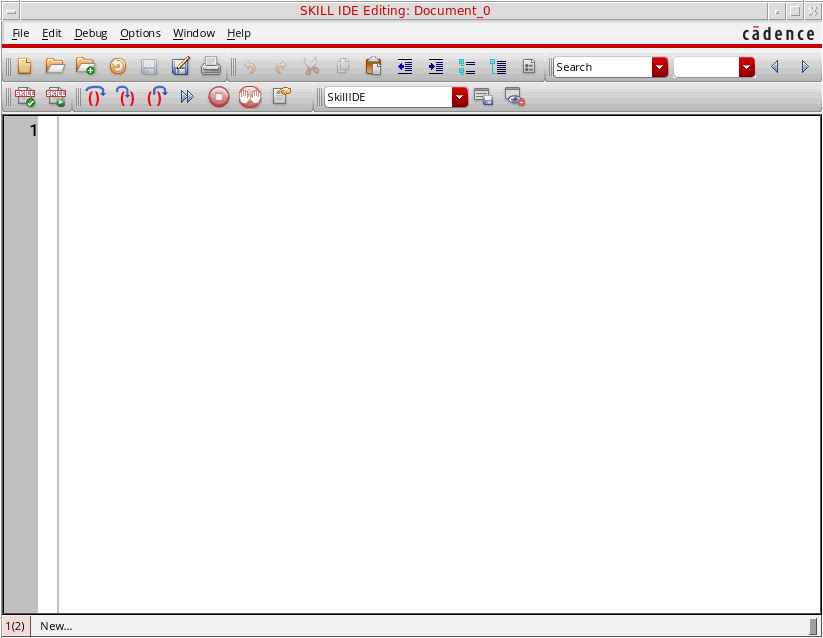 SKILL IDE Editing: Document_0
File Edit Debug Options Window Help cādence
Search
SKILL SKILL SkillIDE
1
1(2) New...